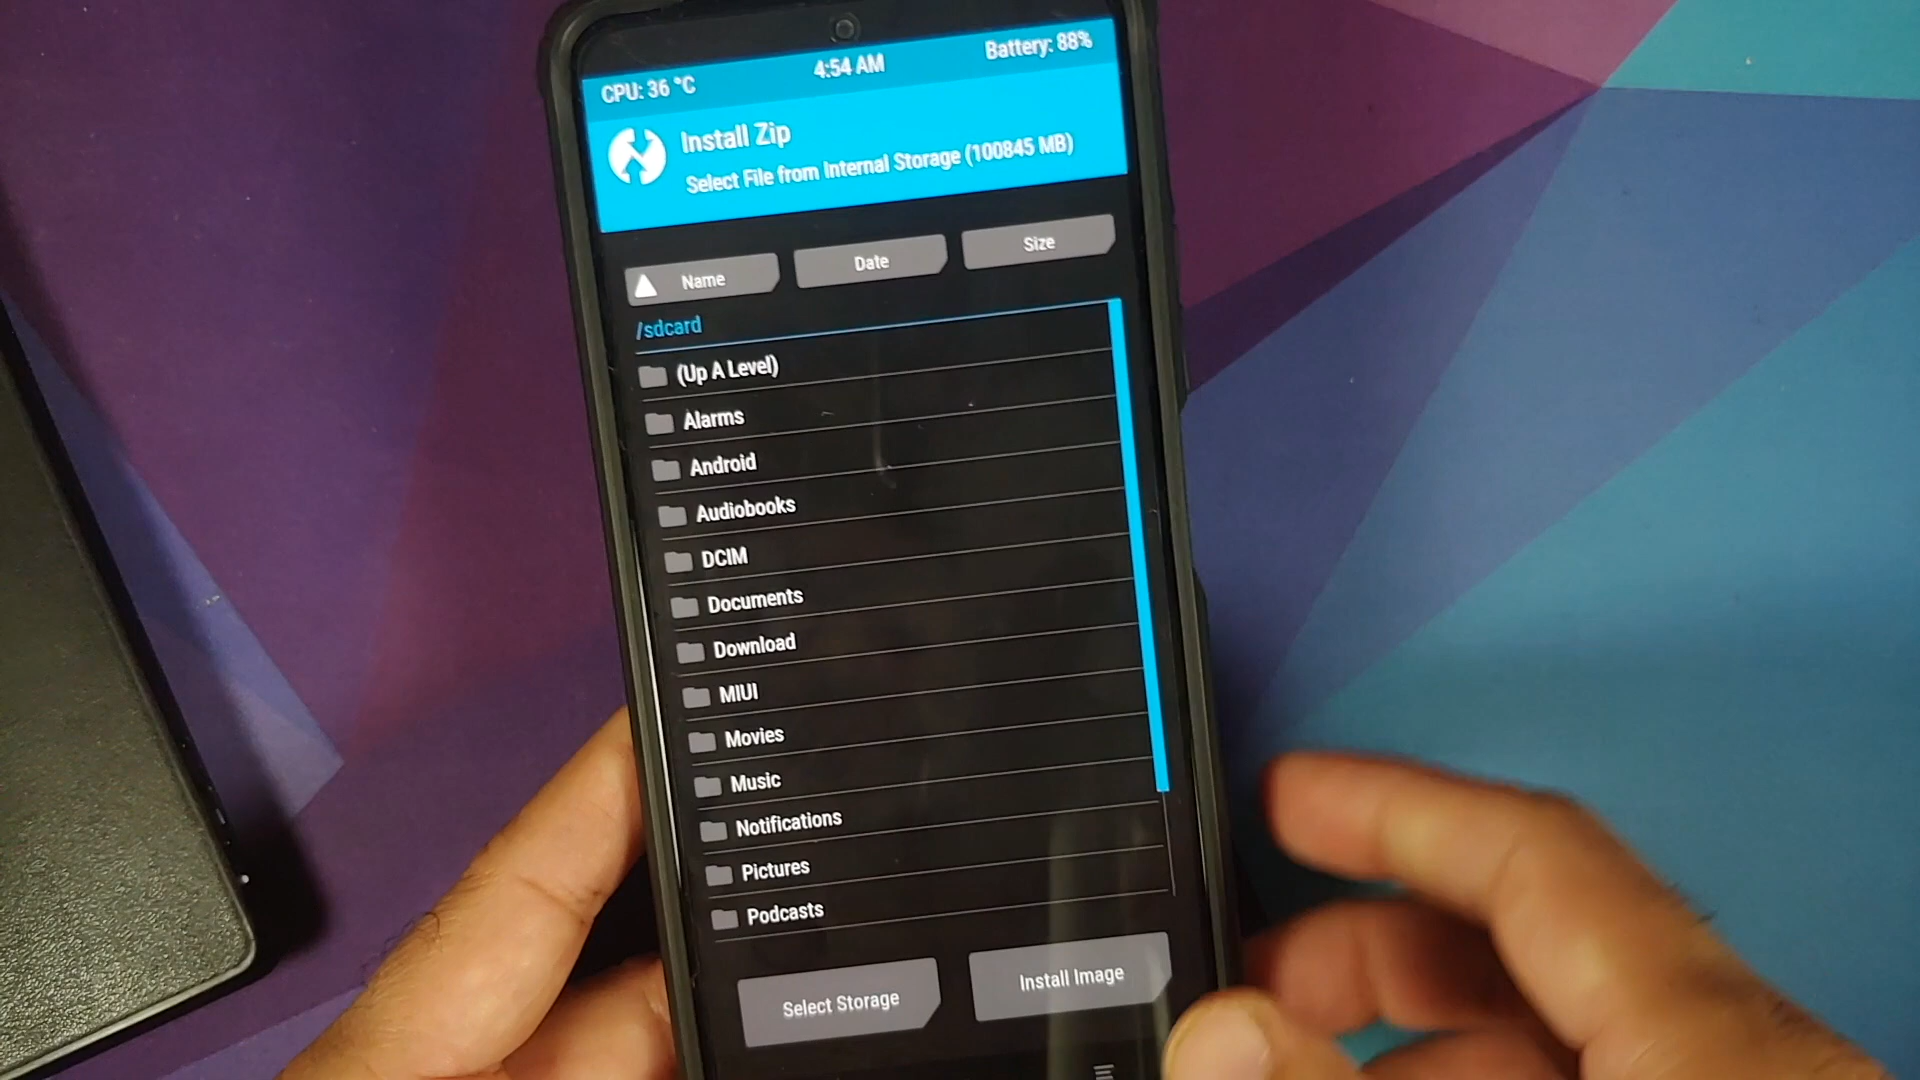 CPU: 36 °C
4:54 AM
Battery: 88%
Install Zip
Select File from Internal Storage (100845 MB)
Name
Date
Size
/sdcard
(Up A Level)
Alarms
Android
Audiobooks
DCIM
Documents
Download
MIUI
Movies
Music
Notifications
Pictures
Podcasts
Select Storage
Install Image